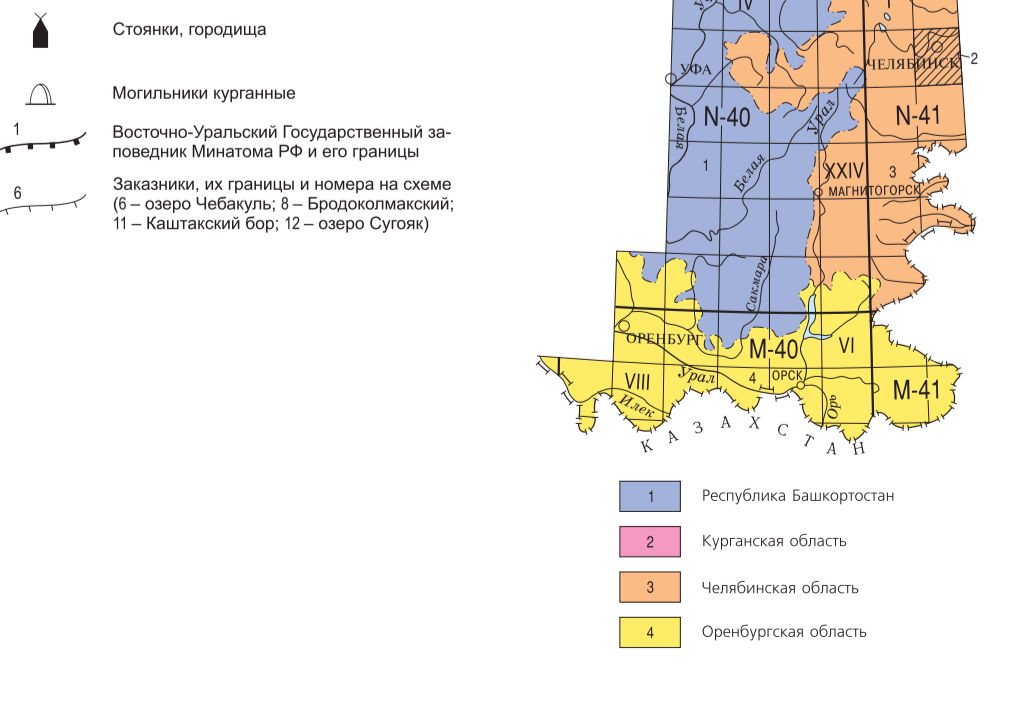 Стоянки, городища
Могильники курганные
1
Восточно-Уральский Государственный за-
поведник Минатома РФ и его границы
6
Заказники, их границы и номера на схеме
(6 – озеро Чебакуль; 8 – Бродоколмакский;
11 – Каштакский бор; 12 – озеро Сугояк)
IV
I
УФА
ЧЕЛЯБИНСК
2
Белая
N-40
Урал
N-41
1
Белая
XXIV
3
МАГНИТОГОРСК
Сакмара
ОРЕНБУРГ
M-40
VI
VIII
Урал
4
ОРСК
M-41
Илек
Орь
КАЗАХСТАН
1
Республика Башкортостан
2
Курганская область
3
Челябинская область
4
Оренбургская область